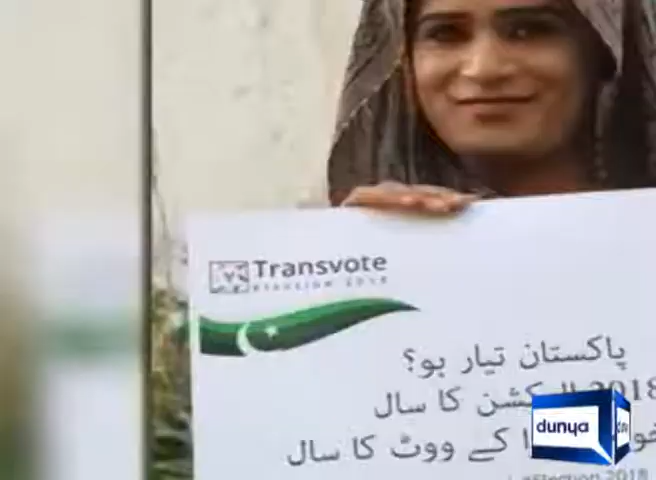 Transvote
ELECTION 2018
پاکستان تیار ہو؟
2018 الیکشن کا سال
کے ووٹ کا سال
dunya